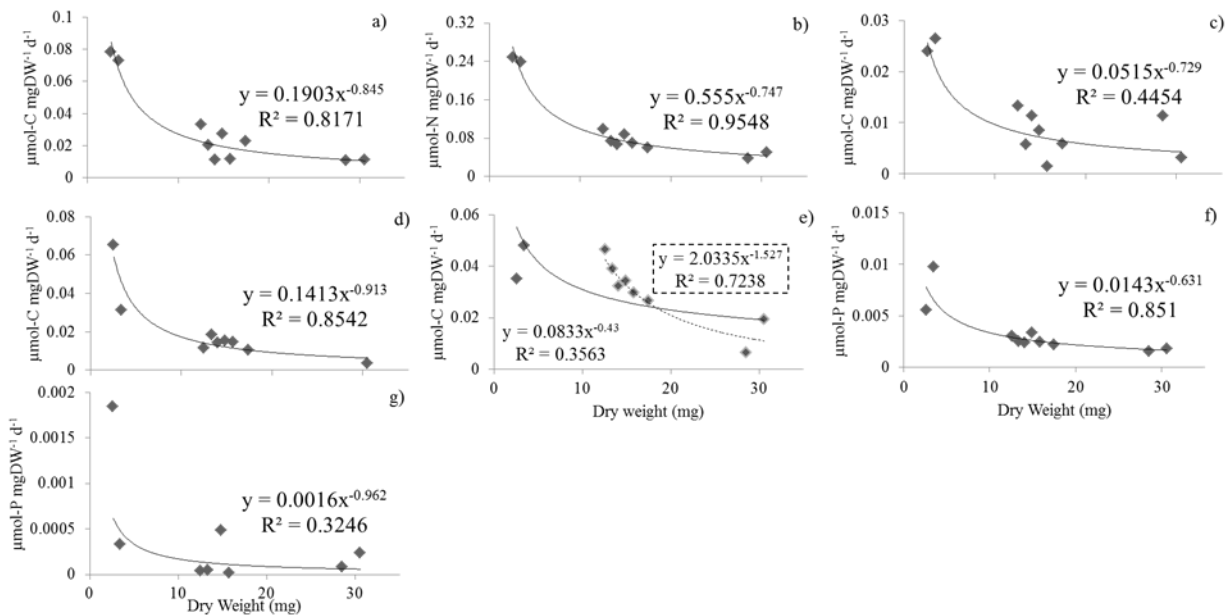 a)
0.1
0.08
0.06
0.04
0.02
0
10
20
30
40
µmol-C mgDW⁻¹ d⁻¹
y = 0.1903x⁻⁰·⁸⁴⁵
R² = 0.8171
b)
0.32
0.24
0.16
0.08
0
0
10
20
30
40
µmol-N mgDW⁻¹ d⁻¹
y = 0.555x⁻⁰·⁷⁴⁷
R² = 0.9548
c)
0.03
0.02
0.01
0
0
10
20
30
µmol-C mgDW⁻¹ d⁻¹
y = 0.0515x⁻⁰·⁷²⁹
R² = 0.4454
d)
0.08
0.06
0.04
0.02
0
0
10
20
30
40
µmol-C mgDW⁻¹ d⁻¹
y = 0.1413x⁻⁰·⁹¹³
R² = 0.8542
e)
0.06
0.04
0.02
0
0
10
20
30
40
µmol-C mgDW⁻¹ d⁻¹
y = 2.0335x⁻¹·⁵²⁷
R² = 0.7238
y = 0.0833x⁻⁰·⁴³
R² = 0.3563
Dry weight (mg)
f)
0.015
0.01
0.005
0
0
10
20
30
40
µmol-P mgDW⁻¹ d⁻¹
y = 0.0143x⁻⁰·⁶³¹
R² = 0.851
Dry Weight (mg)
g)
0.002
0.0015
0.001
0.0005
0
0
10
20
30
40
µmol-P mgDW⁻¹ d⁻¹
y = 0.0016x⁻⁰·⁹⁶²
R² = 0.3246
Dry Weight (mg)